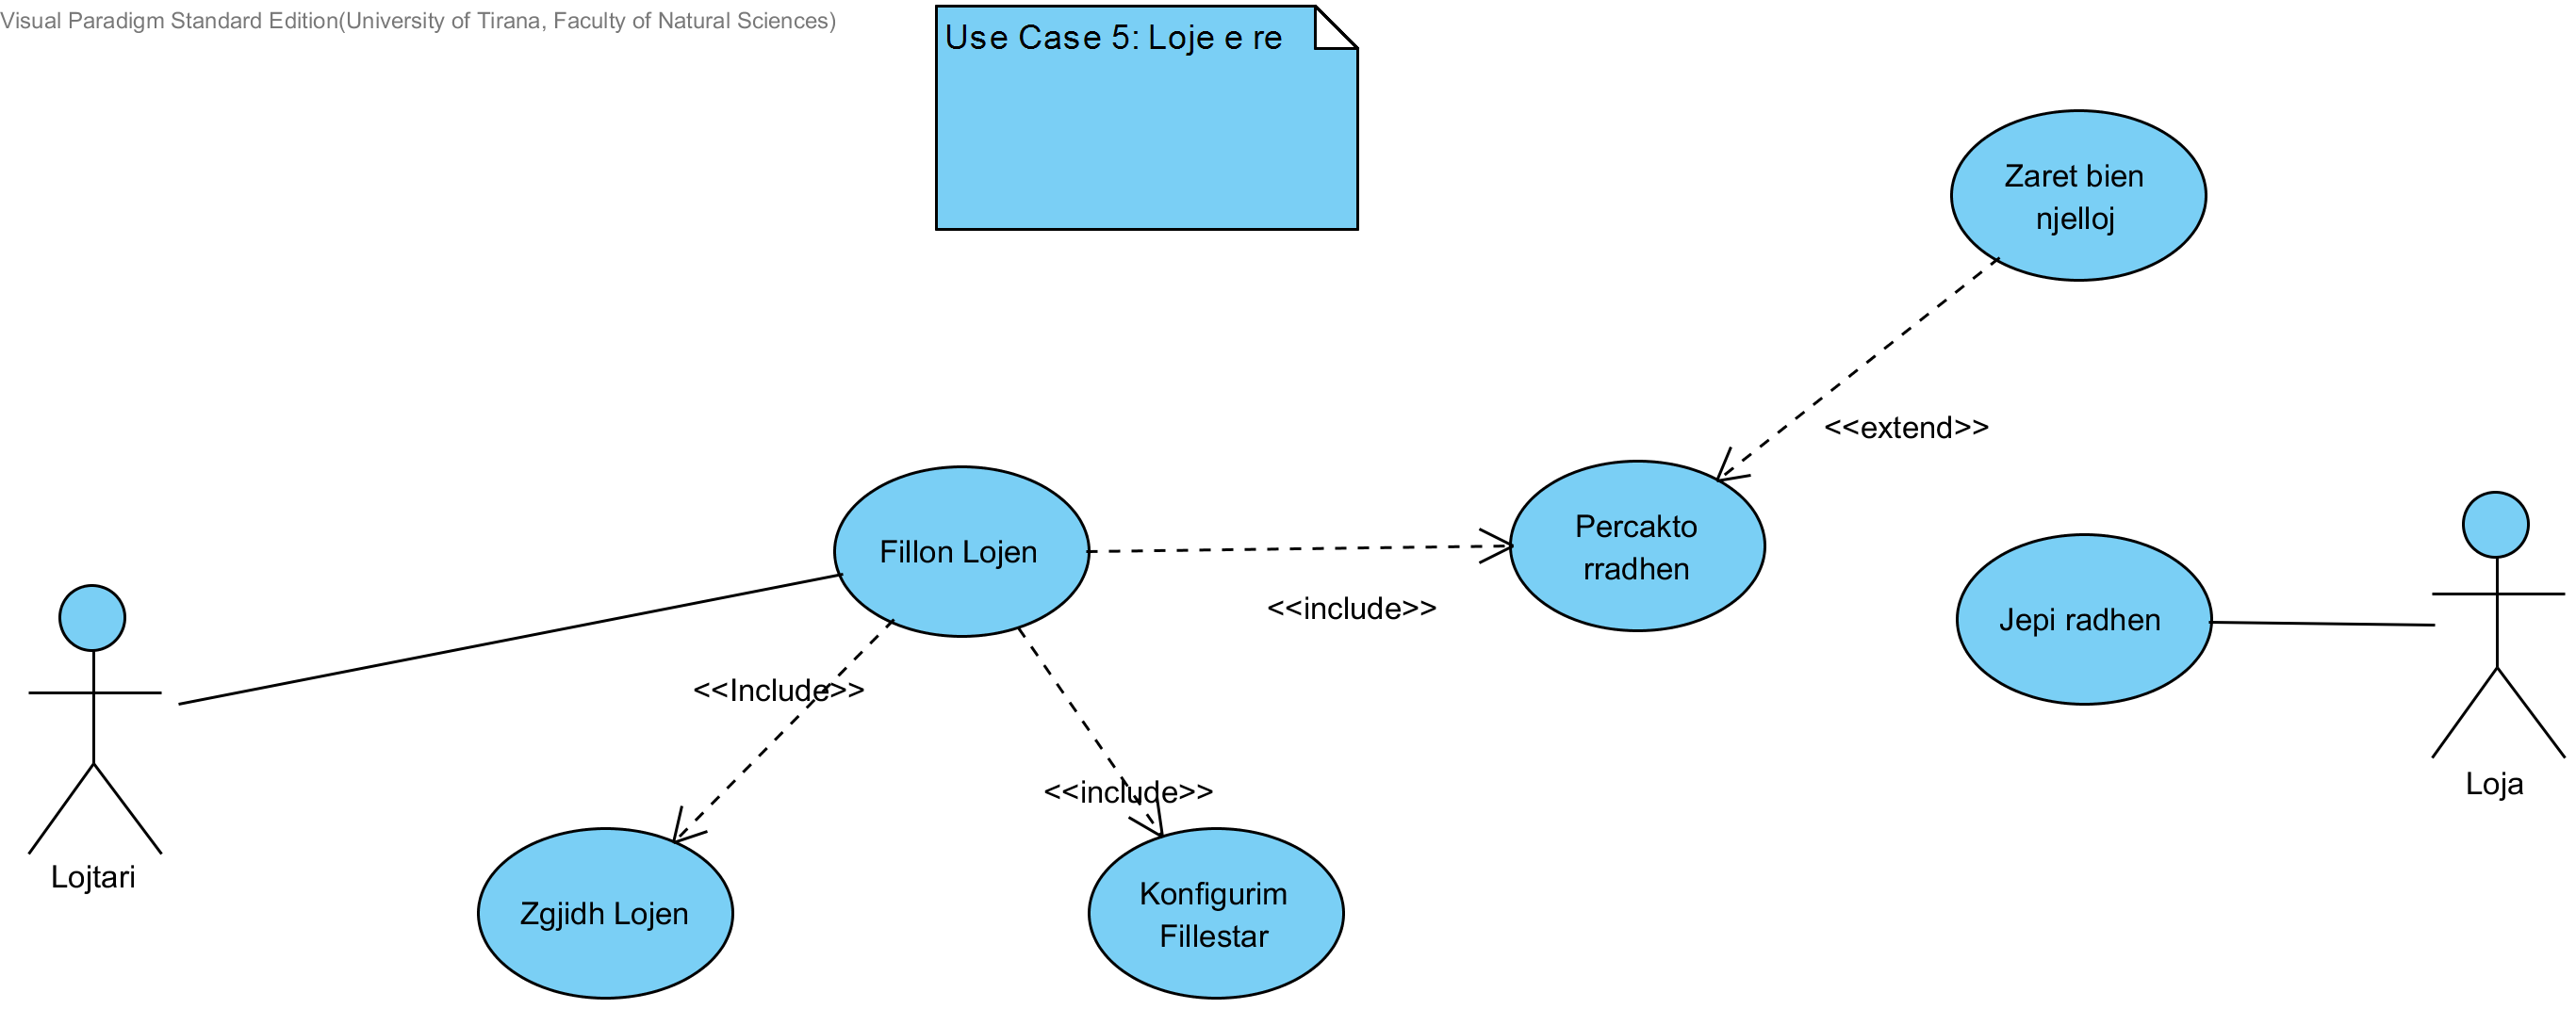 Visual Paradigm Standard Edition(University of Tirana, Faculty of Natural Sciences)
Use Case 5: Loje e re
Zaret bien
njelloj
<<extend>>
Fillon Lojen
Percakto
rradhen
<<include>>
Jepi radhen
<<Include>>
<<include>>
Loja
Lojtari
Zgjidh Lojen
Konfigurim
Fillestar